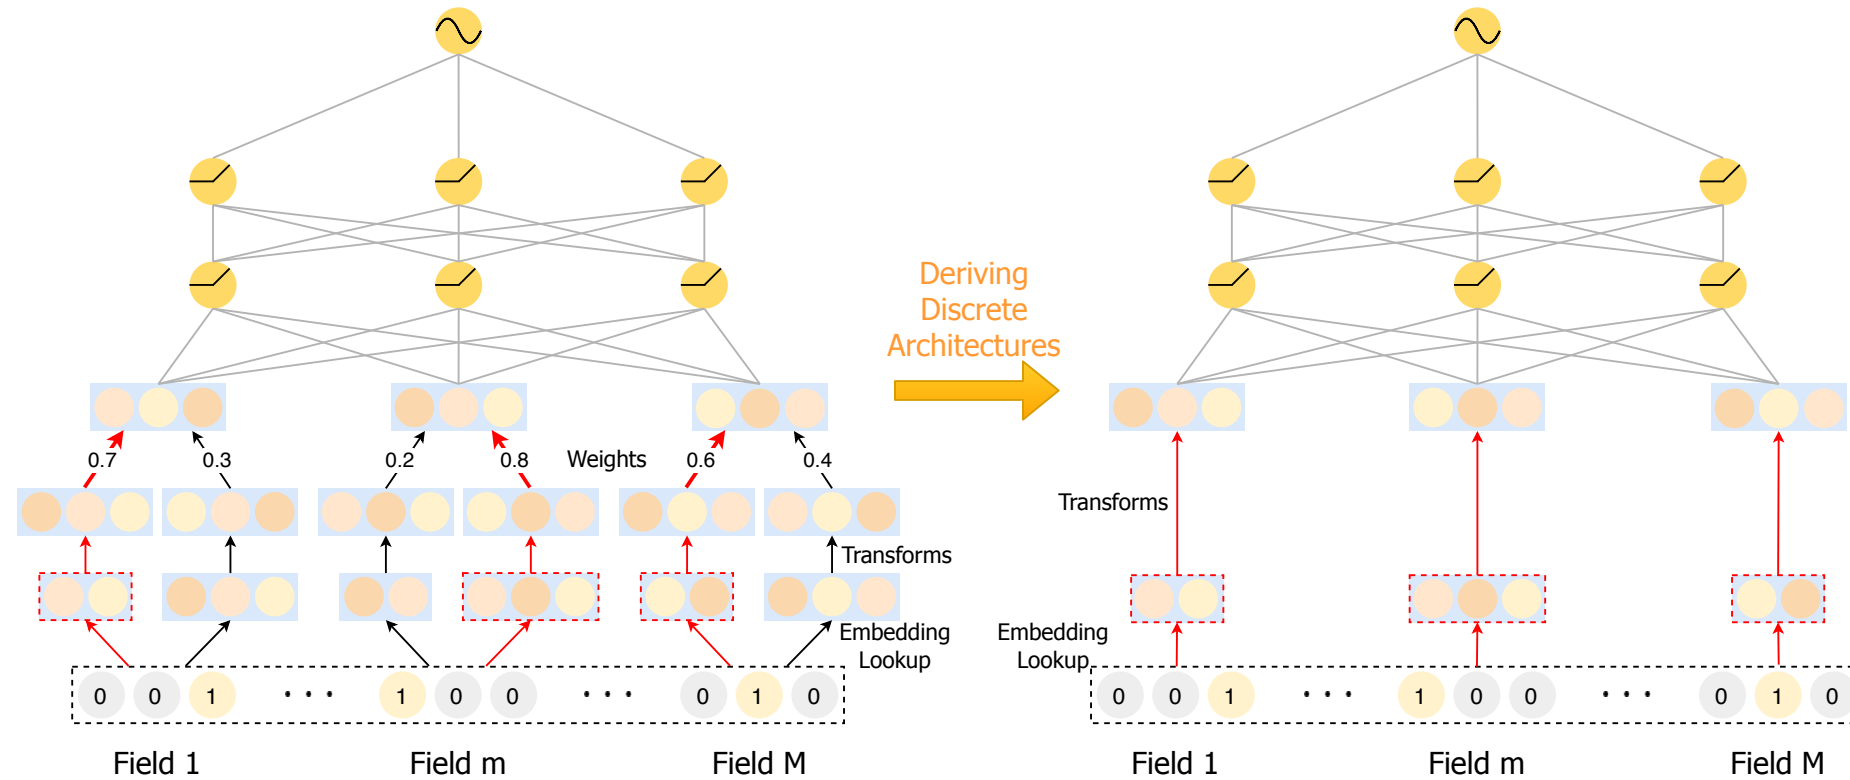 Deriving
Discrete
Architectures
0.7
0.3
0.2
0.8
Weights
0.6
0.4
Transforms
Transforms
Embedding
Lookup
Embedding
Lookup
0 0 1 · · · 1 0 0 · · · 0 1 0
0 0 1 · · · 1 0 0 · · · 0 1 0
Field 1
Field m
Field M
Field 1
Field m
Field M